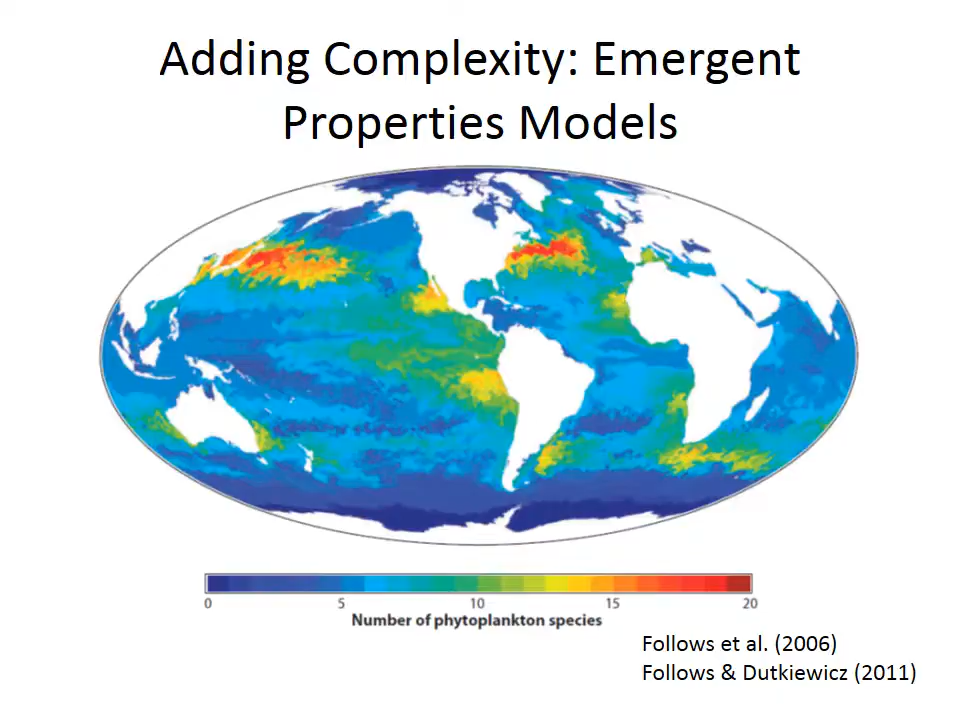 Adding Complexity: Emergent
Properties Models
0 5 10 15 20
Number of phytoplankton species
Follows et al. (2006)
Follows & Dutkiewicz (2011)